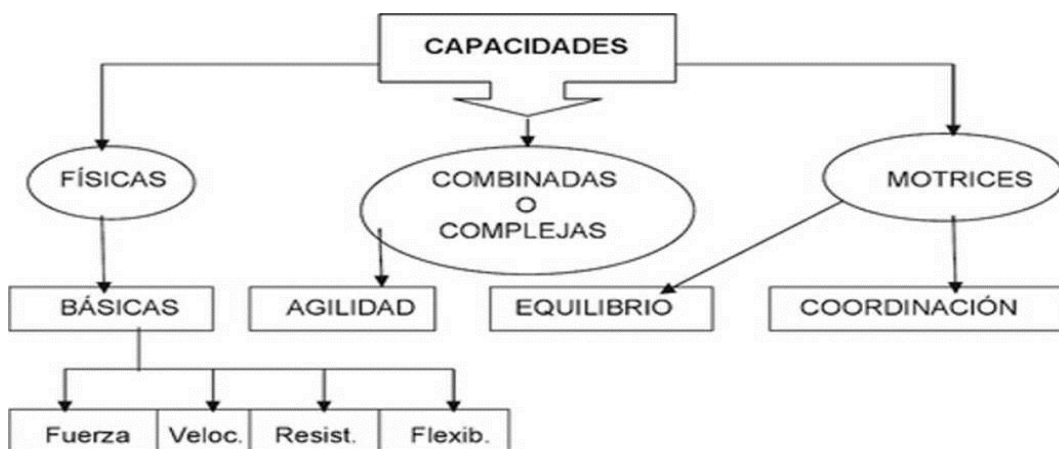 CAPACIDADES
FÍSICAS
COMBINADAS
O
COMPLEJAS
MOTRICES
BÁSICAS
AGILIDAD
EQUILIBRIO
COORDINACIÓN
Fuerza
Veloc.
Resist.
Flexib.